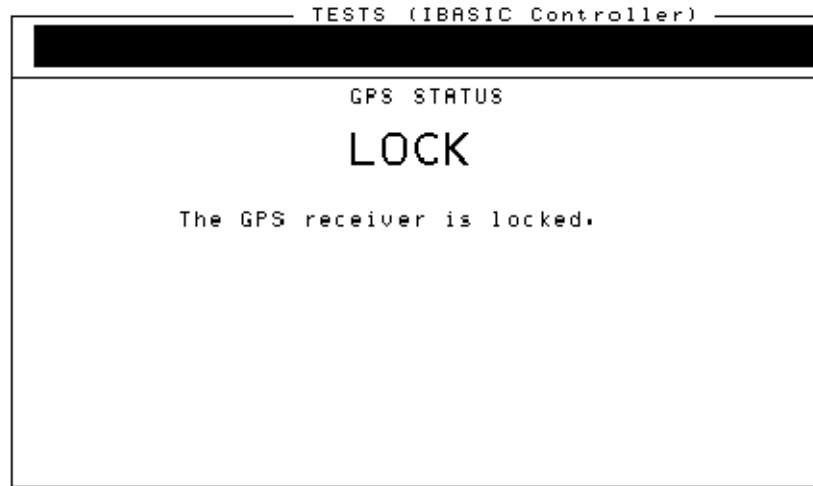 TESTS (IBASIC Controller)
GPS STATUS
LOCK
The GPS receiver is locked.